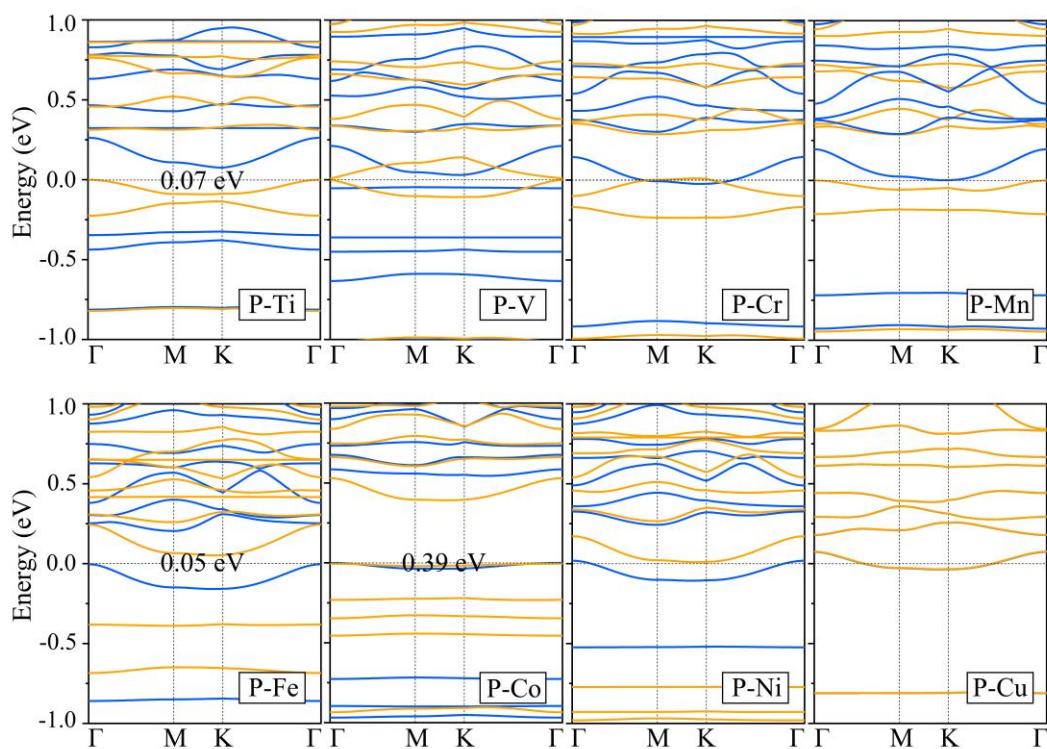 Energy (eV)
1.0
0.5
0.0
-0.5
-1.0
0.07 eV
P-Ti
P-V
P-Cr
P-Mn
Γ M K Γ M K Γ M K Γ M K Γ
Energy (eV)
1.0
0.5
0.0
-0.5
-1.0
0.05 eV
0.39 eV
P-Fe
P-Co
P-Ni
P-Cu
Γ M K Γ M K Γ M K Γ M K Γ